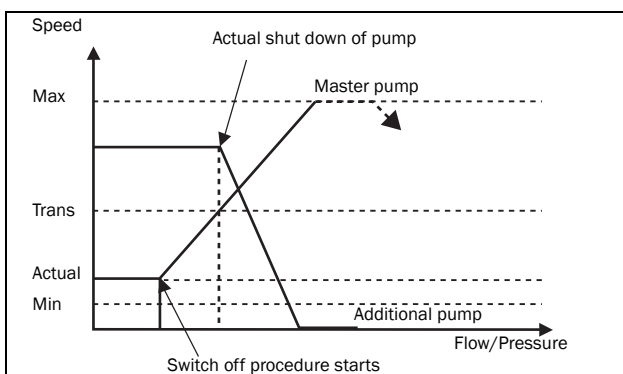 Speed
Actual shut down of pump
Master pump
Max
Trans
Actual
Min
Additional pump
Flow/Pressure
Switch off procedure starts